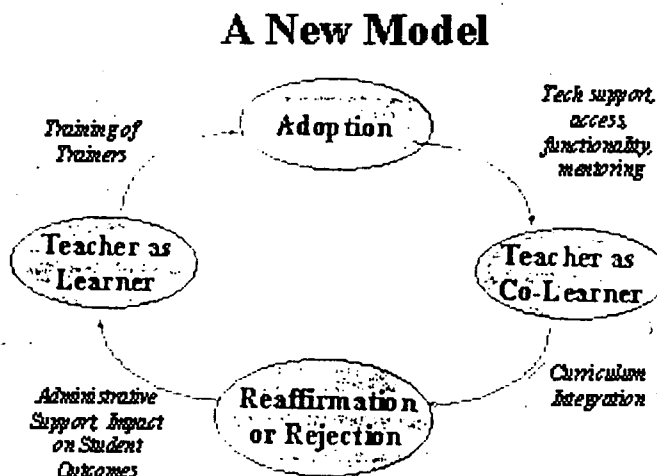 A New Model
Training of
Trainers
Adoption
Tech support,
access,
functionality,
mentoring
Teacher as
Learner
Teacher as
Co-Learner
Administrative
Support, Impact
on Student
Outcomes
Reaffirmation
or Rejection
Curriculum
Integration